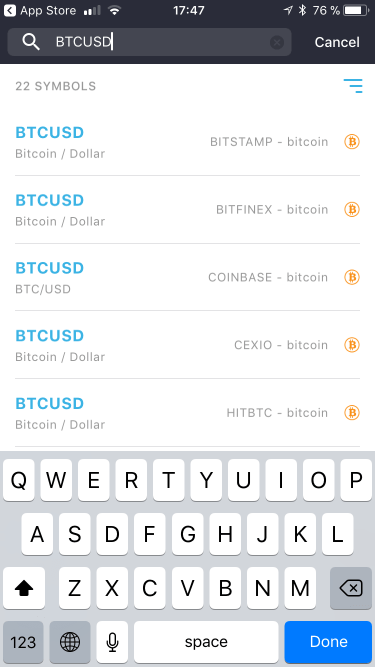 App Store 17:47 76 %
BTCUSD Cancel
22 SYMBOLS
BTCUSD
Bitcoin / Dollar BITSTAMP - bitcoin
BTCUSD
Bitcoin / Dollar BITFINEX - bitcoin
BTCUSD
BTC/USD COINBASE - bitcoin
BTCUSD
Bitcoin / Dollar CEXIO - bitcoin
BTCUSD
Bitcoin / Dollar HITBTC - bitcoin
Q W E R T Y U I O P
A S D F G H J K L
Z X C V B N M
123 space Done